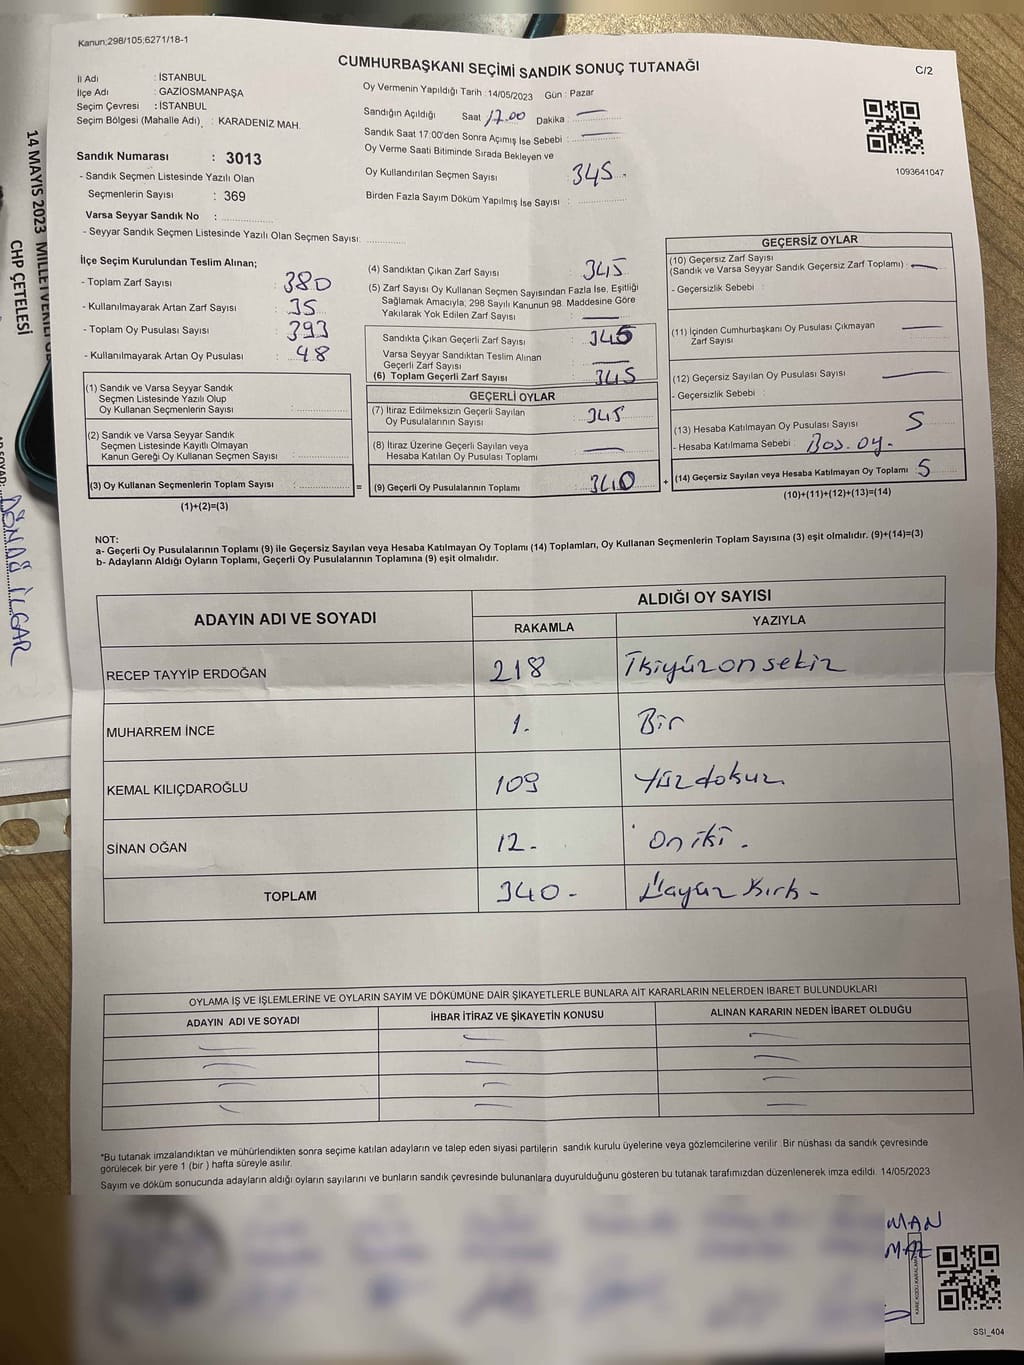 Kanun;298/105;6271/18-1
CUMHURBAŞKANI SEÇİMİ SANDIK SONUÇ TUTANAĞI
C/2
İl Adı : İSTANBUL
İlçe Adı : GAZİOSMANPAŞA
Seçim Çevresi : İSTANBUL
Seçim Bölgesi (Mahalle Adı) : KARADENİZ MAH.
Sandık Numarası : 3013
- Sandık Seçmen Listesinde Yazılı Olan
Seçmenlerin Sayısı : 369
Varsa Seyyar Sandık No :
- Seyyar Sandık Seçmen Listesinde Yazılı Olan Seçmen Sayısı:
Oy Vermenin Yapıldığı Tarih : 14/05/2023 Gün : Pazar
Sandığın Açıldığı Saat 17.00 Dakika : —
Sandık Saat 17:00'den Sonra Açımış İse Sebebi : —
Oy Verme Saati Bitiminde Sırada Bekleyen ve
Oy Kullandırılan Seçmen Sayısı : 345
Birden Fazla Sayım Döküm Yapılmış İse Sayısı :
1093641047
İlçe Seçim Kurulundan Teslim Alınan;
- Toplam Zarf Sayısı : 380
- Kullanılmayarak Artan Zarf Sayısı : 35
- Toplam Oy Pusulası Sayısı : 393
- Kullanılmayarak Artan Oy Pusulası : 48
(1) Sandık ve Varsa Seyyar Sandık
Seçmen Listesinde Yazılı Olup
Oy Kullanan Seçmenlerin Sayısı :
(2) Sandık ve Varsa Seyyar Sandık
Seçmen Listesinde Kayıtlı Olmayan
Kanun Gereği Oy Kullanan Seçmen Sayısı :
(3) Oy Kullanan Seçmenlerin Toplam Sayısı : =
(1)+(2)=(3)
(4) Sandıktan Çıkan Zarf Sayısı : 345
(5) Zarf Sayısı Oy Kullanan Seçmen Sayısından Fazla İse, Eşitliği
Sağlamak Amacıyla; 298 Sayılı Kanunun 98. Maddesine Göre
Yakılarak Yok Edilen Zarf Sayısı : —
Sandıkta Çıkan Geçerli Zarf Sayısı : 345
Varsa Seyyar Sandıktan Teslim Alınan
Geçerli Zarf Sayısı : —
(6) Toplam Geçerli Zarf Sayısı : 345
GEÇERLİ OYLAR
(7) İtiraz Edilmeksizin Geçerli Sayılan
Oy Pusulalarının Sayısı : 345
(8) İtiraz Üzerine Geçerli Sayılan veya
Hesaba Katılan Oy Pusulası Toplamı : —
(9) Geçerli Oy Pusulalarının Toplamı : 340 +
GEÇERSİZ OYLAR
(10) Geçersiz Zarf Sayısı
(Sandık ve Varsa Seyyar Sandık Geçersiz Zarf Toplamı) : —
- Geçersizlik Sebebi :
(11) İçinden Cumhurbaşkanı Oy Pusulası Çıkmayan
Zarf Sayısı : —
(12) Geçersiz Sayılan Oy Pusulası Sayısı : —
- Geçersizlik Sebebi :
(13) Hesaba Katılmayan Oy Pusulası Sayısı : 5
- Hesaba Katılmama Sebebi : Boş. oy.
(14) Geçersiz Sayılan veya Hesaba Katılmayan Oy Toplamı : 5
(10)+(11)+(12)+(13)=(14)
NOT:
a- Geçerli Oy Pusulalarının Toplamı (9) ile Geçersiz Sayılan veya Hesaba Katılmayan Oy Toplamı (14) Toplamları, Oy Kullanan Seçmenlerin Toplam Sayısına (3) eşit olmalıdır. (9)+(14)=(3)
b- Adayların Aldığı Oyların Toplamı, Geçerli Oy Pusulalarının Toplamına (9) eşit olmalıdır.
ADAYIN ADI VE SOYADI
ALDIĞI OY SAYISI
RAKAMLA YAZIYLA
RECEP TAYYİP ERDOĞAN 218 İkiyüzonsekiz
MUHARREM İNCE 1. Bir
KEMAL KILIÇDAROĞLU 109 Yüzdokuz
SİNAN OĞAN 12. Oniki.
TOPLAM 340- Üçyüz Kırk-
OYLAMA İŞ VE İŞLEMLERİNE VE OYLARIN SAYIM VE DÖKÜMÜNE DAİR ŞİKAYETLERLE BUNLARA AİT KARARLARIN NELERDEN İBARET BULUNDUKLARI
ADAYIN ADI VE SOYADI İHBAR İTİRAZ VE ŞİKAYETİN KONUSU ALINAN KARARIN NEDEN İBARET OLDUĞU
*Bu tutanak imzalandıktan ve mühürlendikten sonra seçime katılan adayların ve talep eden siyasi partilerin sandık kurulu üyelerine veya gözlemcilerine verilir. Bir nüshası da sandık çevresinde
görülecek bir yere 1 (bir) hafta süreyle asılır.
Sayım ve döküm sonucunda adayların aldığı oyların sayılarını ve bunların sandık çevresinde bulunanlara duyurulduğunu gösteren bu tutanak tarafımızdan düzenlenerek imza edildi. 14/05/2023
MAN
SSI_404
14 MAYIS 2023
CHP ÇETELESİ
İLGAR